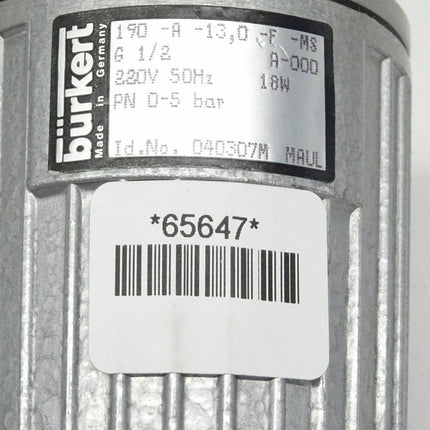 bürkert
Made in Germany
190 -A -13,0 -F -MS
G 1/2 A-000
220V 50Hz 18W
PN 0-5 bar
Id.No. 040307M MAUL
*65647*